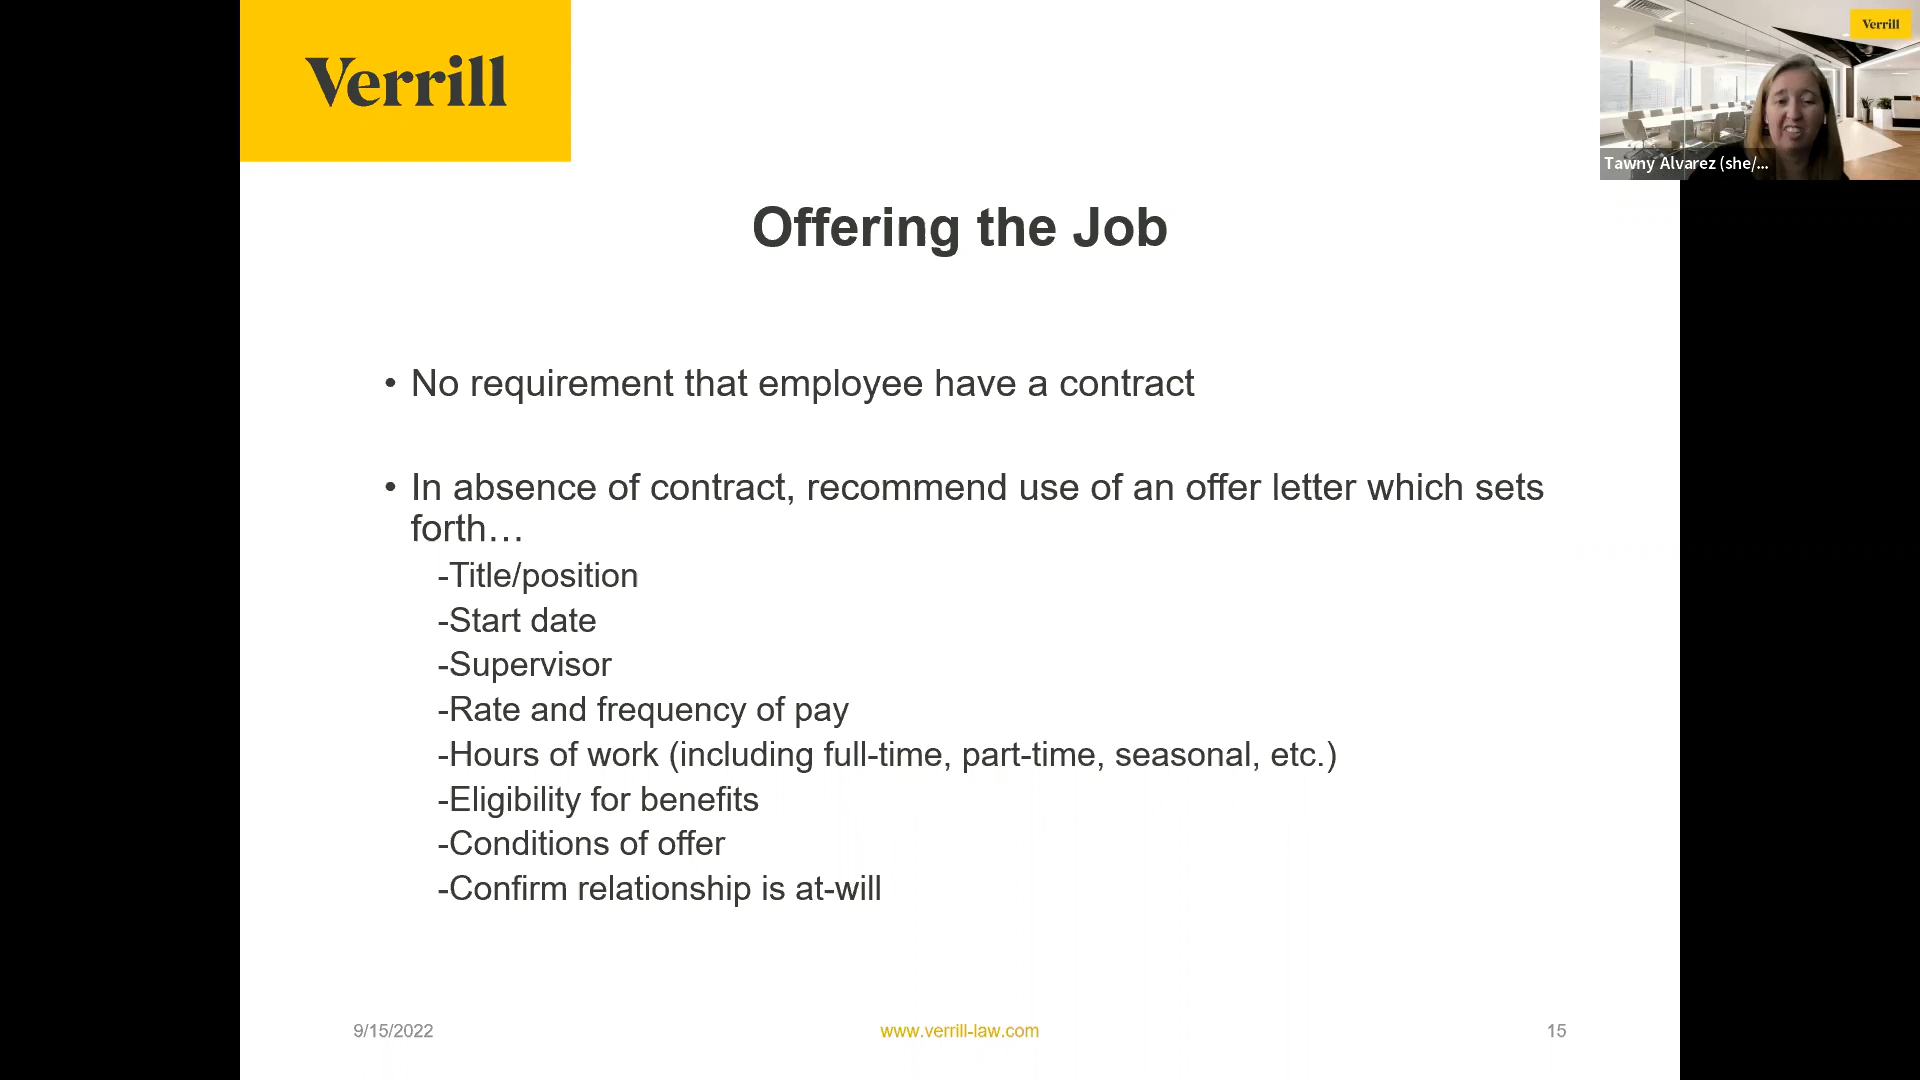 Verrill
Verrill
Tawny Alvarez (she/...
Offering the Job
• No requirement that employee have a contract
• In absence of contract, recommend use of an offer letter which sets
forth…
-Title/position
-Start date
-Supervisor
-Rate and frequency of pay
-Hours of work (including full-time, part-time, seasonal, etc.)
-Eligibility for benefits
-Conditions of offer
-Confirm relationship is at-will
9/15/2022
www.verrill-law.com
15